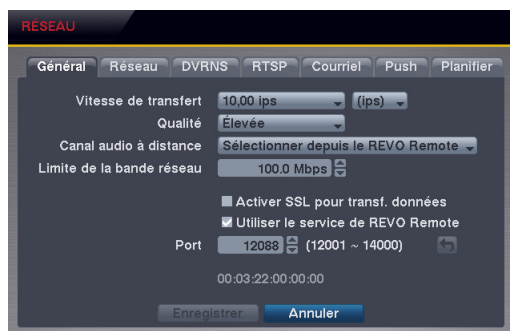 RÉSEAU
Général Réseau DVRNS RTSP Courriel Push Planifier
Vitesse de transfert 10,00 ips (ips)
Qualité Élevée
Canal audio à distance Sélectionner depuis le REVO Remote
Limite de la bande réseau 100.0 Mbps
Activer SSL pour transf. données
Utiliser le service de REVO Remote
Port 12088 (12001 ~ 14000)
00:03:22:00:00:00
Enregistrer Annuler